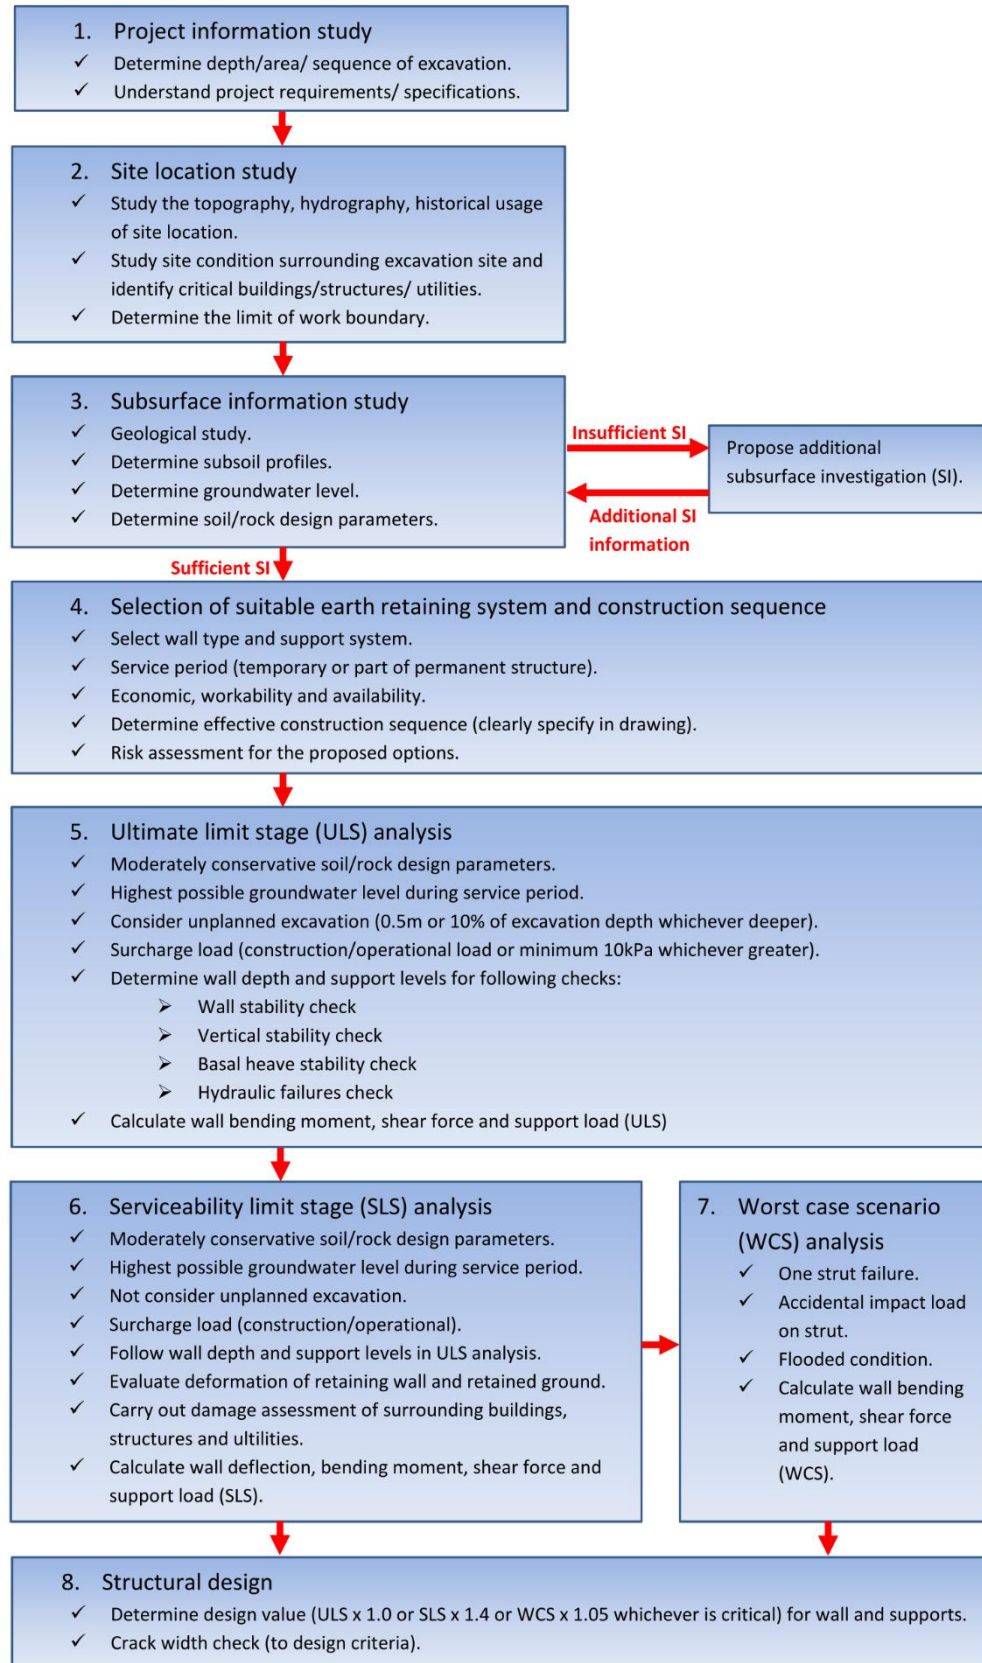 1. Project information study
✓ Determine depth/area/ sequence of excavation.
✓ Understand project requirements/ specifications.
2. Site location study
✓ Study the topography, hydrography, historical usage
of site location.
✓ Study site condition surrounding excavation site and
identify critical buildings/structures/ utilities.
✓ Determine the limit of work boundary.
3. Subsurface information study
✓ Geological study.
✓ Determine subsoil profiles.
✓ Determine groundwater level.
✓ Determine soil/rock design parameters.
Insufficient SI
Propose additional
subsurface investigation (SI).
Additional SI
information
Sufficient SI
4. Selection of suitable earth retaining system and construction sequence
✓ Select wall type and support system.
✓ Service period (temporary or part of permanent structure).
✓ Economic, workability and availability.
✓ Determine effective construction sequence (clearly specify in drawing).
✓ Risk assessment for the proposed options.
5. Ultimate limit stage (ULS) analysis
✓ Moderately conservative soil/rock design parameters.
✓ Highest possible groundwater level during service period.
✓ Consider unplanned excavation (0.5m or 10% of excavation depth whichever deeper).
✓ Surcharge load (construction/operational load or minimum 10kPa whichever greater).
✓ Determine wall depth and support levels for following checks:
➢ Wall stability check
➢ Vertical stability check
➢ Basal heave stability check
➢ Hydraulic failures check
✓ Calculate wall bending moment, shear force and support load (ULS)
6. Serviceability limit stage (SLS) analysis
✓ Moderately conservative soil/rock design parameters.
✓ Highest possible groundwater level during service period.
✓ Not consider unplanned excavation.
✓ Surcharge load (construction/operational).
✓ Follow wall depth and support levels in ULS analysis.
✓ Evaluate deformation of retaining wall and retained ground.
✓ Carry out damage assessment of surrounding buildings,
structures and ultilities.
✓ Calculate wall deflection, bending moment, shear force and
support load (SLS).
7. Worst case scenario
(WCS) analysis
✓ One strut failure.
✓ Accidental impact load
on strut.
✓ Flooded condition.
✓ Calculate wall bending
moment, shear force
and support load
(WCS).
8. Structural design
✓ Determine design value (ULS x 1.0 or SLS x 1.4 or WCS x 1.05 whichever is critical) for wall and supports.
✓ Crack width check (to design criteria).